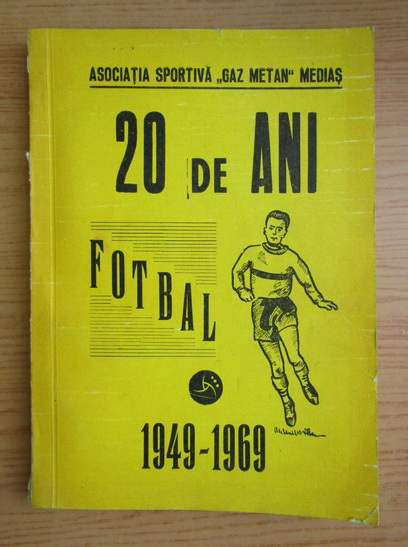 ASOCIAȚIA SPORTIVĂ „GAZ METAN“ MEDIAȘ
20 DE ANI
FOTBAL
1949-1969